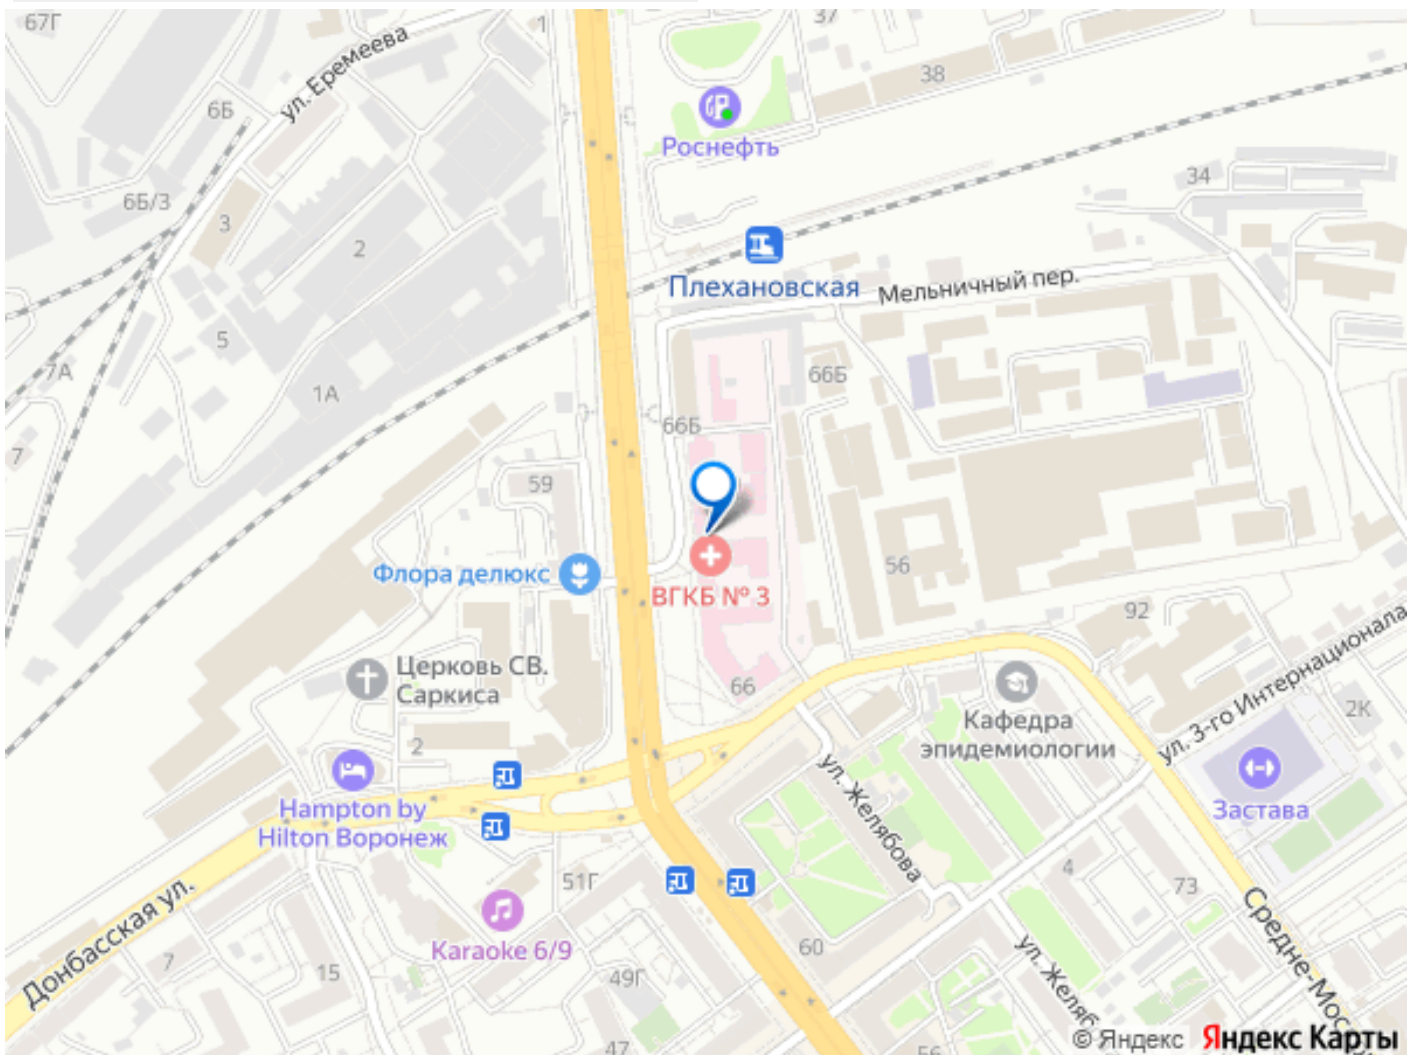 67Г
ул. Еремеева
1
37
38
6Б
Роснефть
6Б/3
3
2
34
Плехановская
Мельничный пер.
5
7А
1А
66Б
66Б
7
59
Флора делюкс
ВГКБ № 3
56
92
Церковь СВ.
Саркиса
66
Кафедра
эпидемиологии
ул. 3-го Интернационала
2К
2
Hampton by
Hilton Воронеж
ул. Желябова
Застава
51Г
4
73
Донбасская ул.
Karaoke 6/9
60
Средне-Мос
7
15
49Г
ул. Желяб
47
56
© Яндекс Яндекс Карты